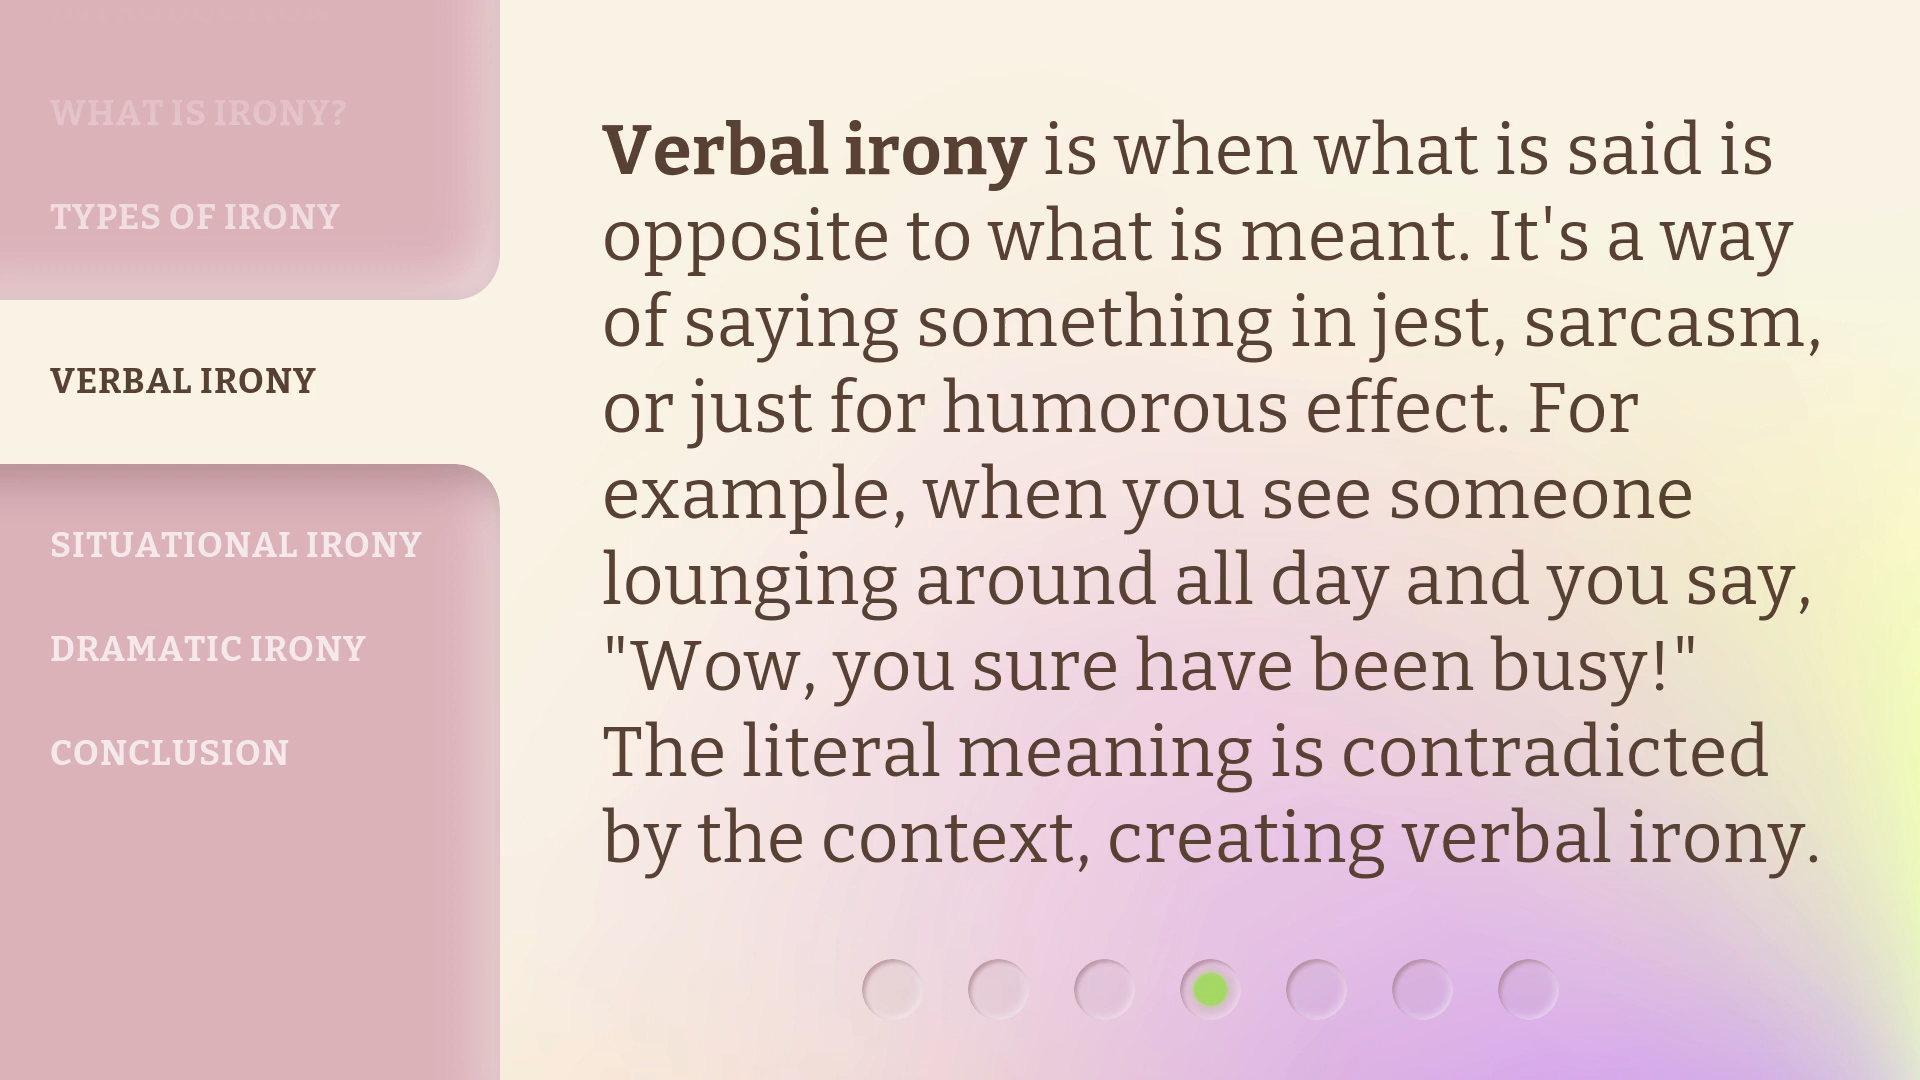 WHAT IS IRONY?
TYPES OF IRONY
VERBAL IRONY
SITUATIONAL IRONY
DRAMATIC IRONY
CONCLUSION
Verbal irony is when what is said is
opposite to what is meant. It's a way
of saying something in jest, sarcasm,
or just for humorous effect. For
example, when you see someone
lounging around all day and you say,
"Wow, you sure have been busy!"
The literal meaning is contradicted
by the context, creating verbal irony.